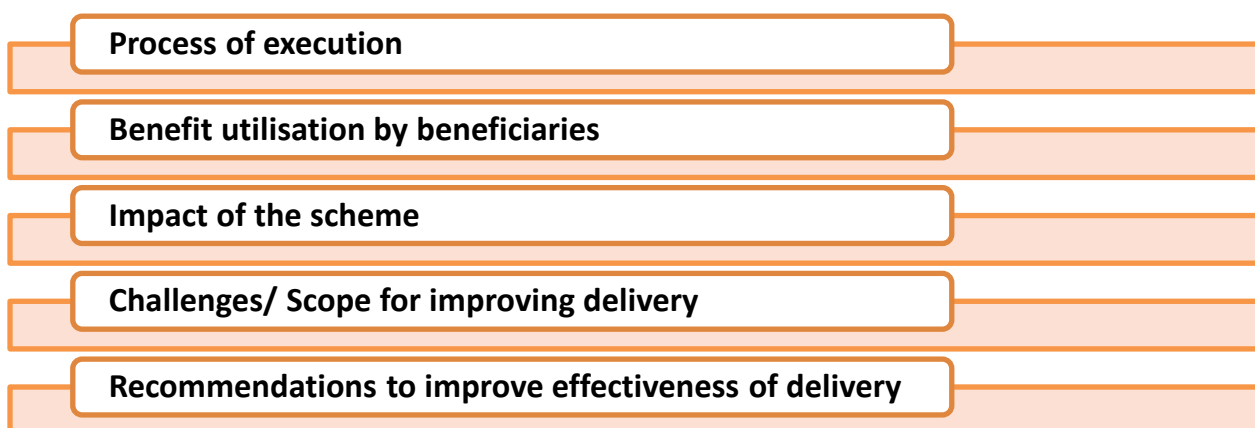 Process of execution
Benefit utilisation by beneficiaries
Impact of the scheme
Challenges/ Scope for improving delivery
Recommendations to improve effectiveness of delivery